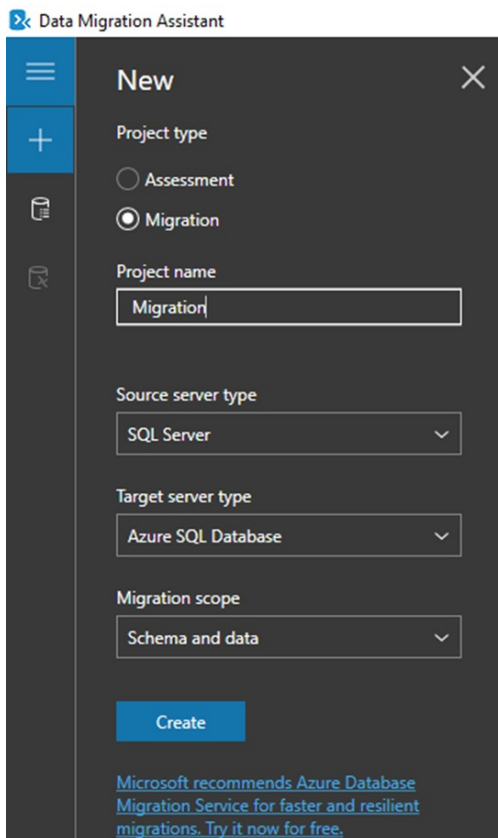 Data Migration Assistant
New
Project type
Assessment
Migration
Project name
Migration
Source server type
SQL Server
Target server type
Azure SQL Database
Migration scope
Schema and data
Create
Microsoft recommends Azure Database
Migration Service for faster and resilient
migrations. Try it now for free.